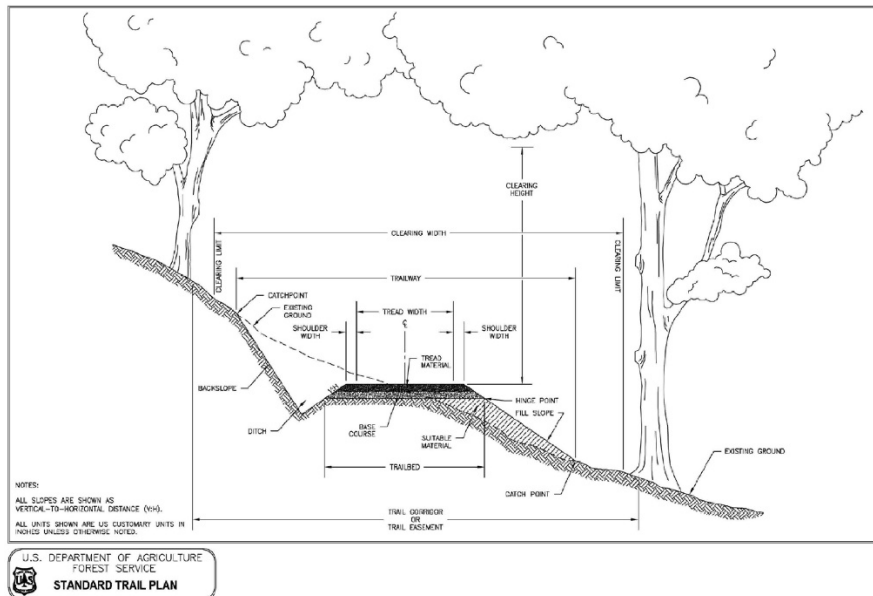 CLEARING
HEIGHT
CLEARING WIDTH
CLEARING LIMIT
CLEARING LIMIT
TRAILWAY
CATCHPOINT
EXISTING
GROUND
TREAD WIDTH
SHOULDER
WIDTH
℄
SHOULDER
WIDTH
TREAD
MATERIAL
BACKSLOPE
V:H
HINGE POINT
FILL SLOPE
DITCH
BASE
COURSE
SUITABLE
MATERIAL
EXISTING GROUND
TRAILBED
CATCH POINT
NOTES:
ALL SLOPES ARE SHOWN AS
VERTICAL-TO-HORIZONTAL DISTANCE (V:H).
ALL UNITS SHOWN ARE US CUSTOMARY UNITS IN
INCHES UNLESS OTHERWISE NOTED.
TRAIL CORRIDOR
OR
TRAIL EASEMENT
U.S. DEPARTMENT OF AGRICULTURE
FOREST SERVICE
STANDARD TRAIL PLAN
UAS